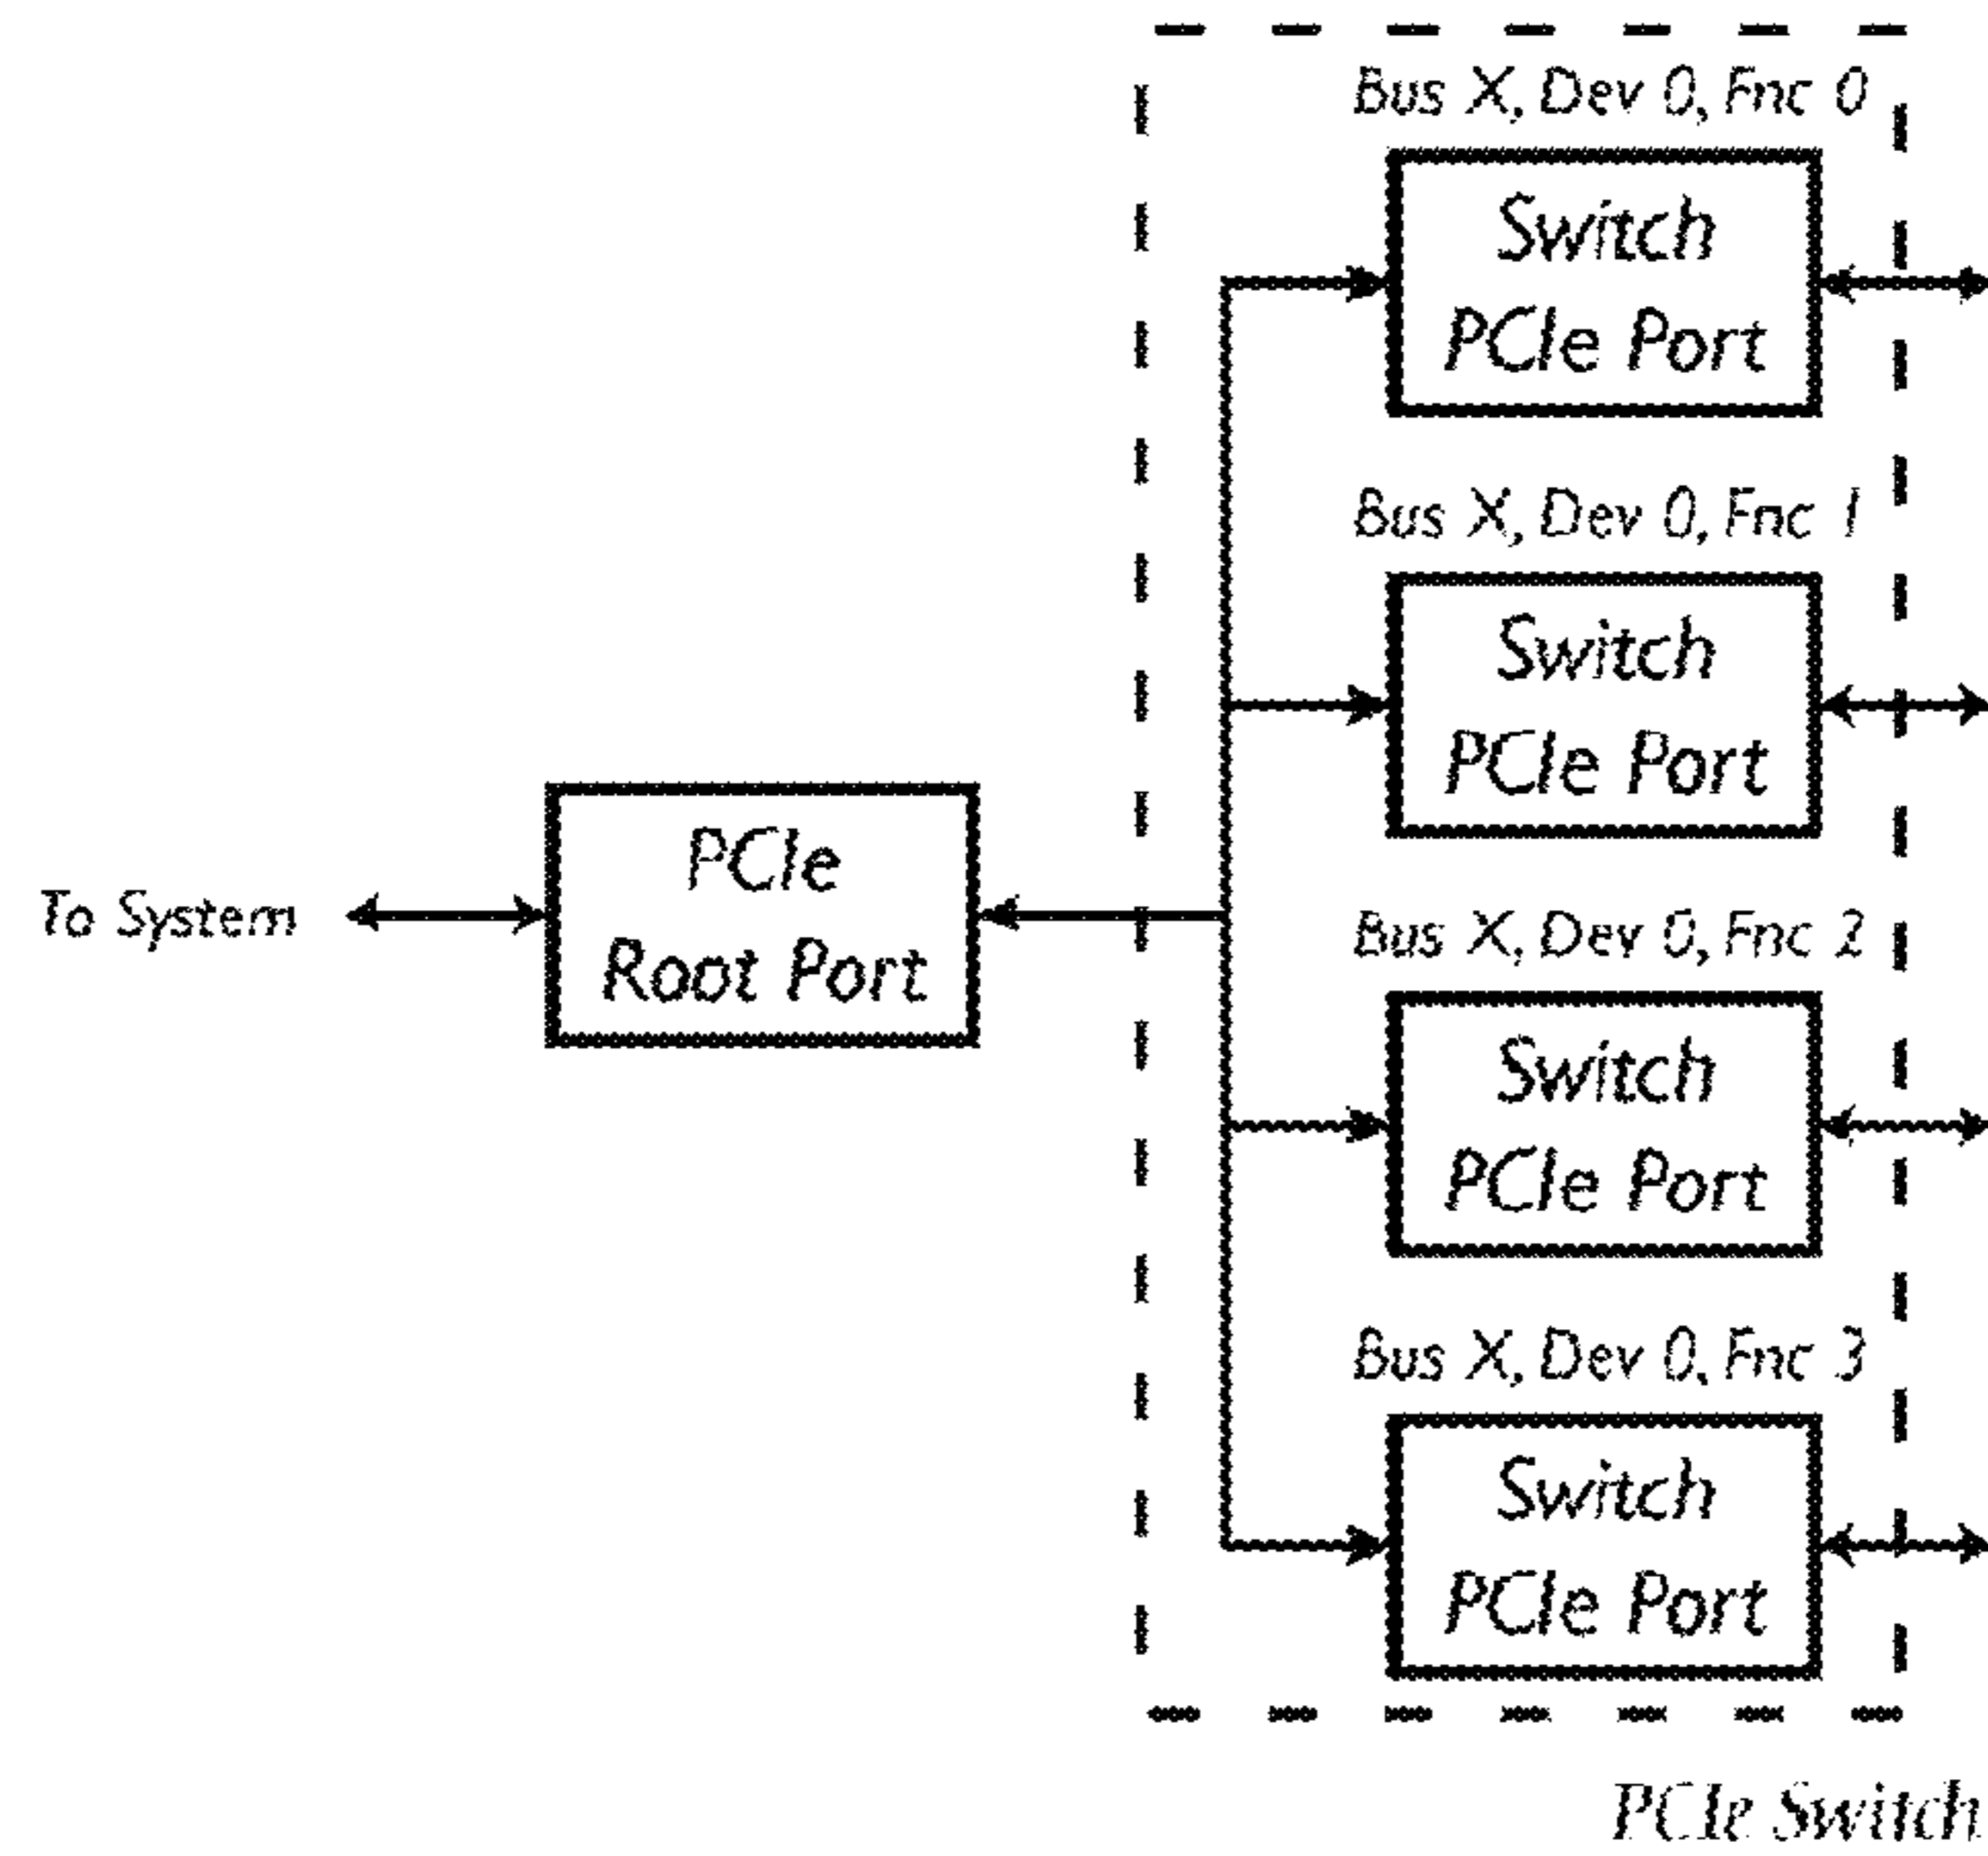 Bus X, Dev 0, Fnc 0
Switch
PCIe Port
Bus X, Dev 0, Fnc 1
Switch
PCIe Port
PCIe
Root Port
To System
Bus X, Dev 0, Fnc 2
Switch
PCIe Port
Bus X, Dev 0, Fnc 3
Switch
PCIe Port
PCIe Switch